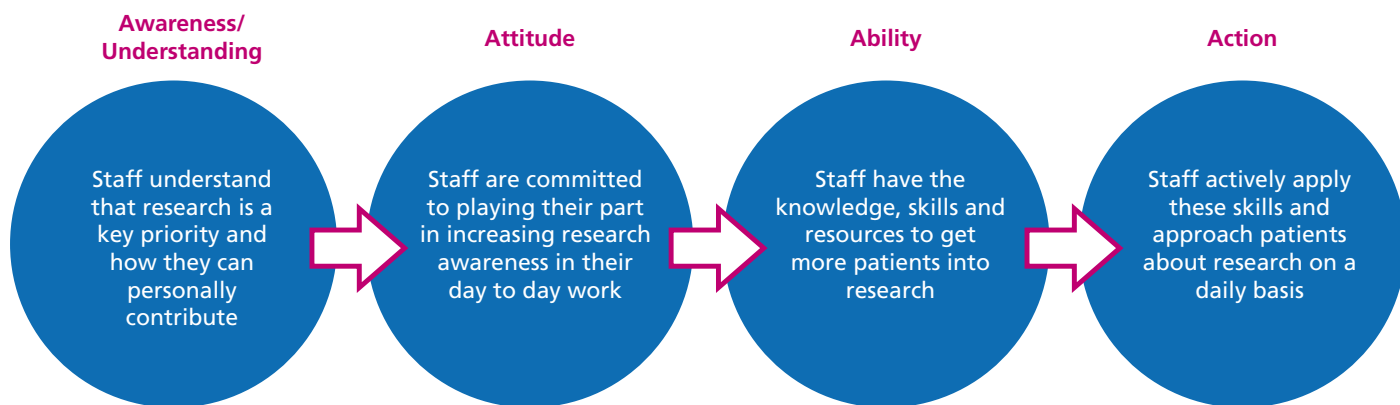 Awareness/
Understanding
Attitude
Ability
Action
Staff understand
that research is a
key priority and
how they can
personally
contribute
Staff are committed
to playing their part
in increasing research
awareness in their
day to day work
Staff have the
knowledge, skills and
resources to get
more patients into
research
Staff actively apply
these skills and
approach patients
about research on a
daily basis